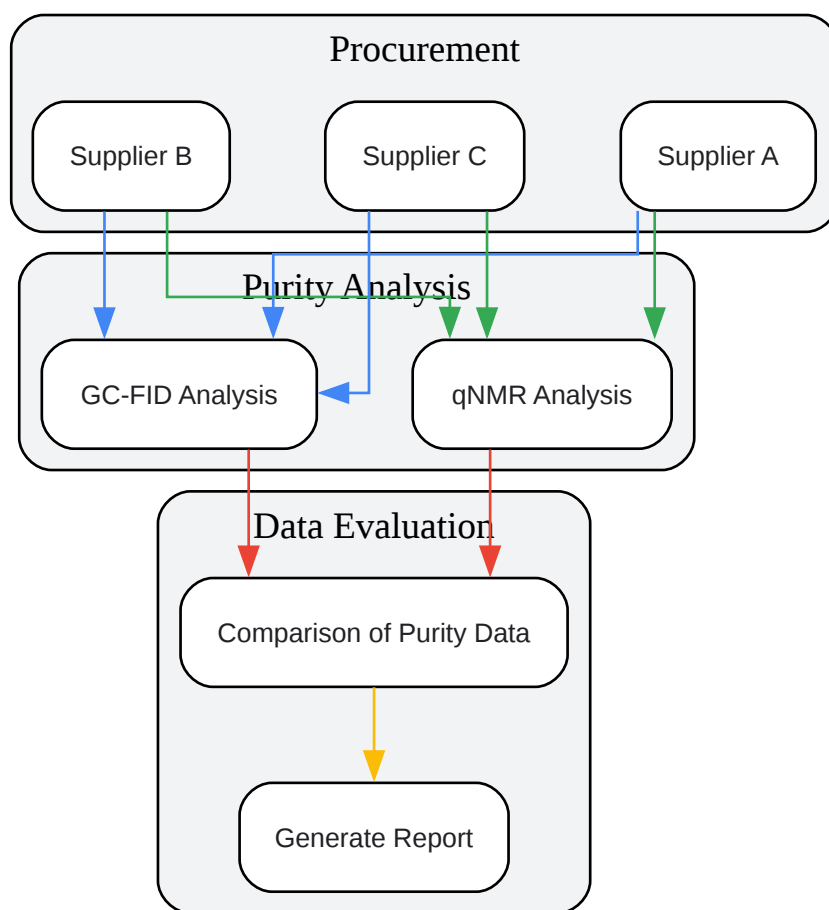 Procurement
Supplier B
Supplier C
Supplier A
Purity Analysis
GC-FID Analysis
qNMR Analysis
Data Evaluation
Comparison of Purity Data
Generate Report